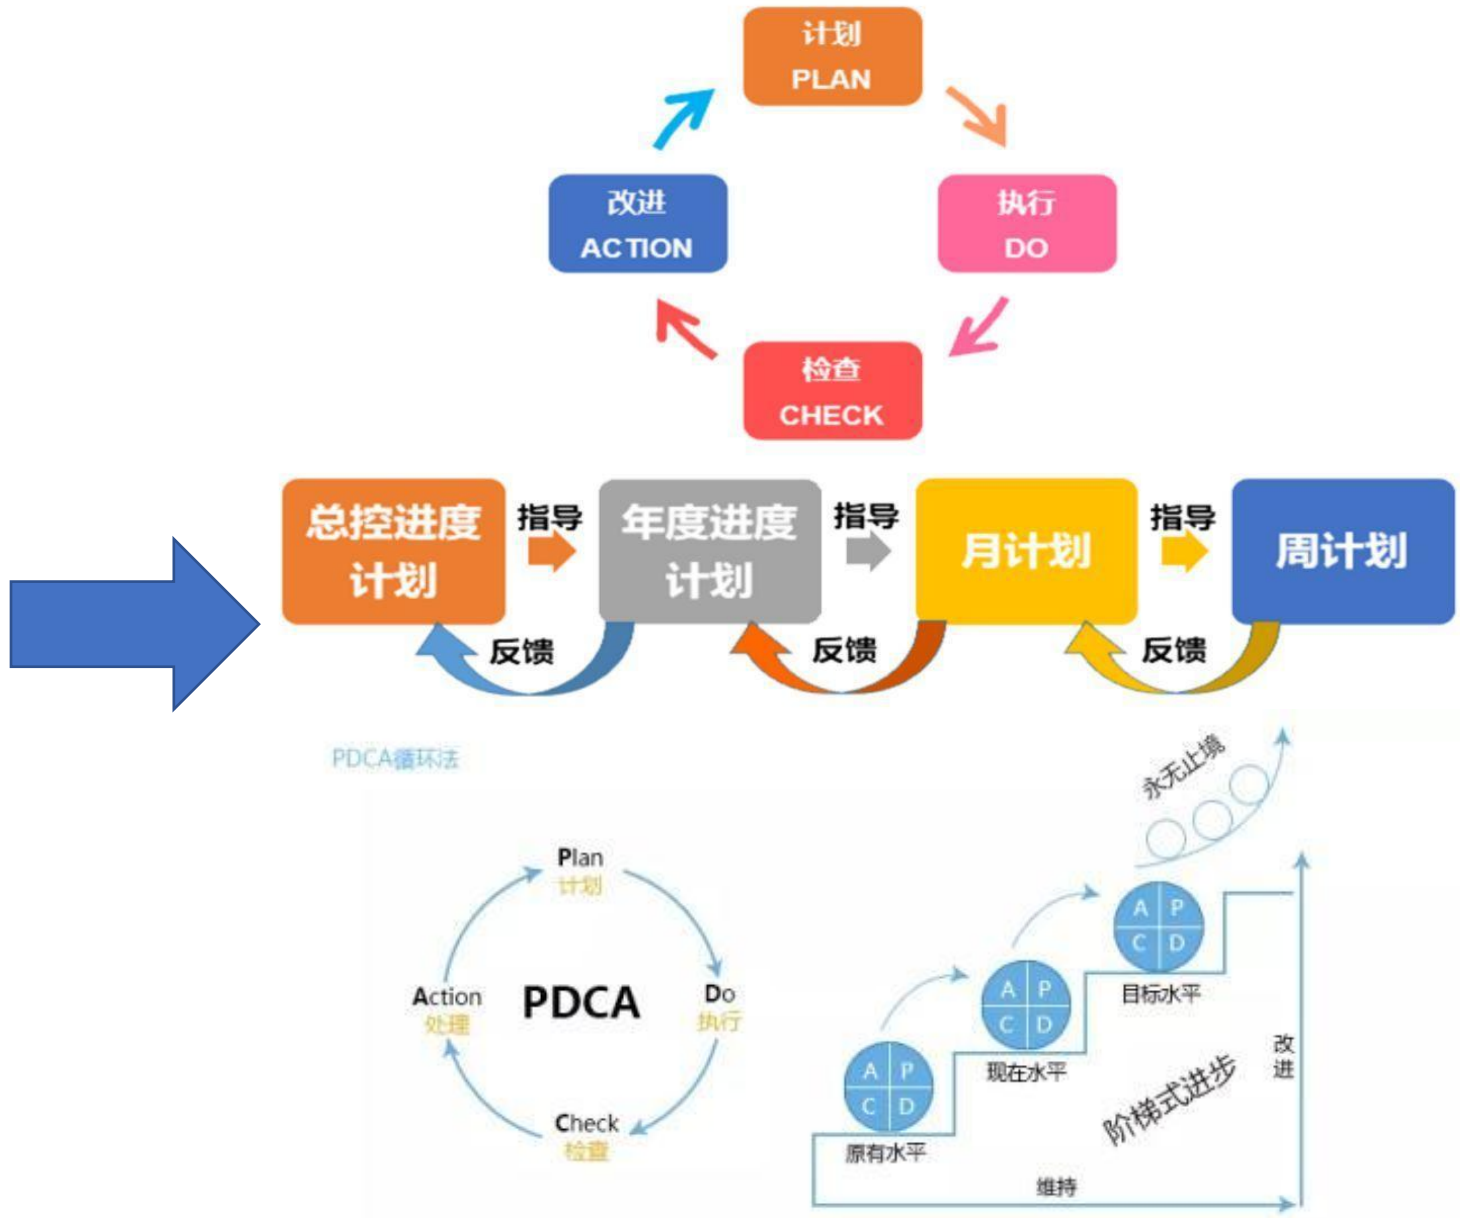 计划
PLAN
改进
ACTION
执行
DO
检查
CHECK
总控进度
计划
指导
年度进度
计划
指导
月计划
指导
周计划
反馈
反馈
反馈
PDCA循环法
Plan
计划
Action
处理
PDCA
Do
执行
Check
检查
永无止境
A P
C D
目标水平
A P
C D
现在水平
A P
C D
原有水平
改进
阶梯式进步
维持